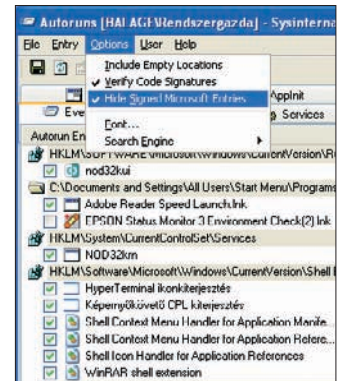 Autoruns [HALAGE\Rendszergazda] - Sysinterna
File Entry Options User Help
Include Empty Locations
Verify Code Signatures
Hide Signed Microsoft Entries
Font...
Search Engine
AppInit
Eve
Services
Autorun En
HKLM\SOFTWARE\Microsoft\Windows\CurrentVersion\R
nod32kui
C:\Documents and Settings\All Users\Start Menu\Programs
Adobe Reader Speed Launch.lnk
EPSON Status Monitor 3 Environment Check(2).lnk
HKLM\System\CurrentControlSet\Services
NOD32krn
HKLM\Software\Microsoft\Windows\CurrentVersion\Shell
HyperTerminal ikonkiterjesztés
Képernyőkövető CPL kiterjesztés
Shell Context Menu Handler for Application Manife...
Shell Context Menu Handler for Application Refere...
Shell Icon Handler for Application References
WinRAR shell extension